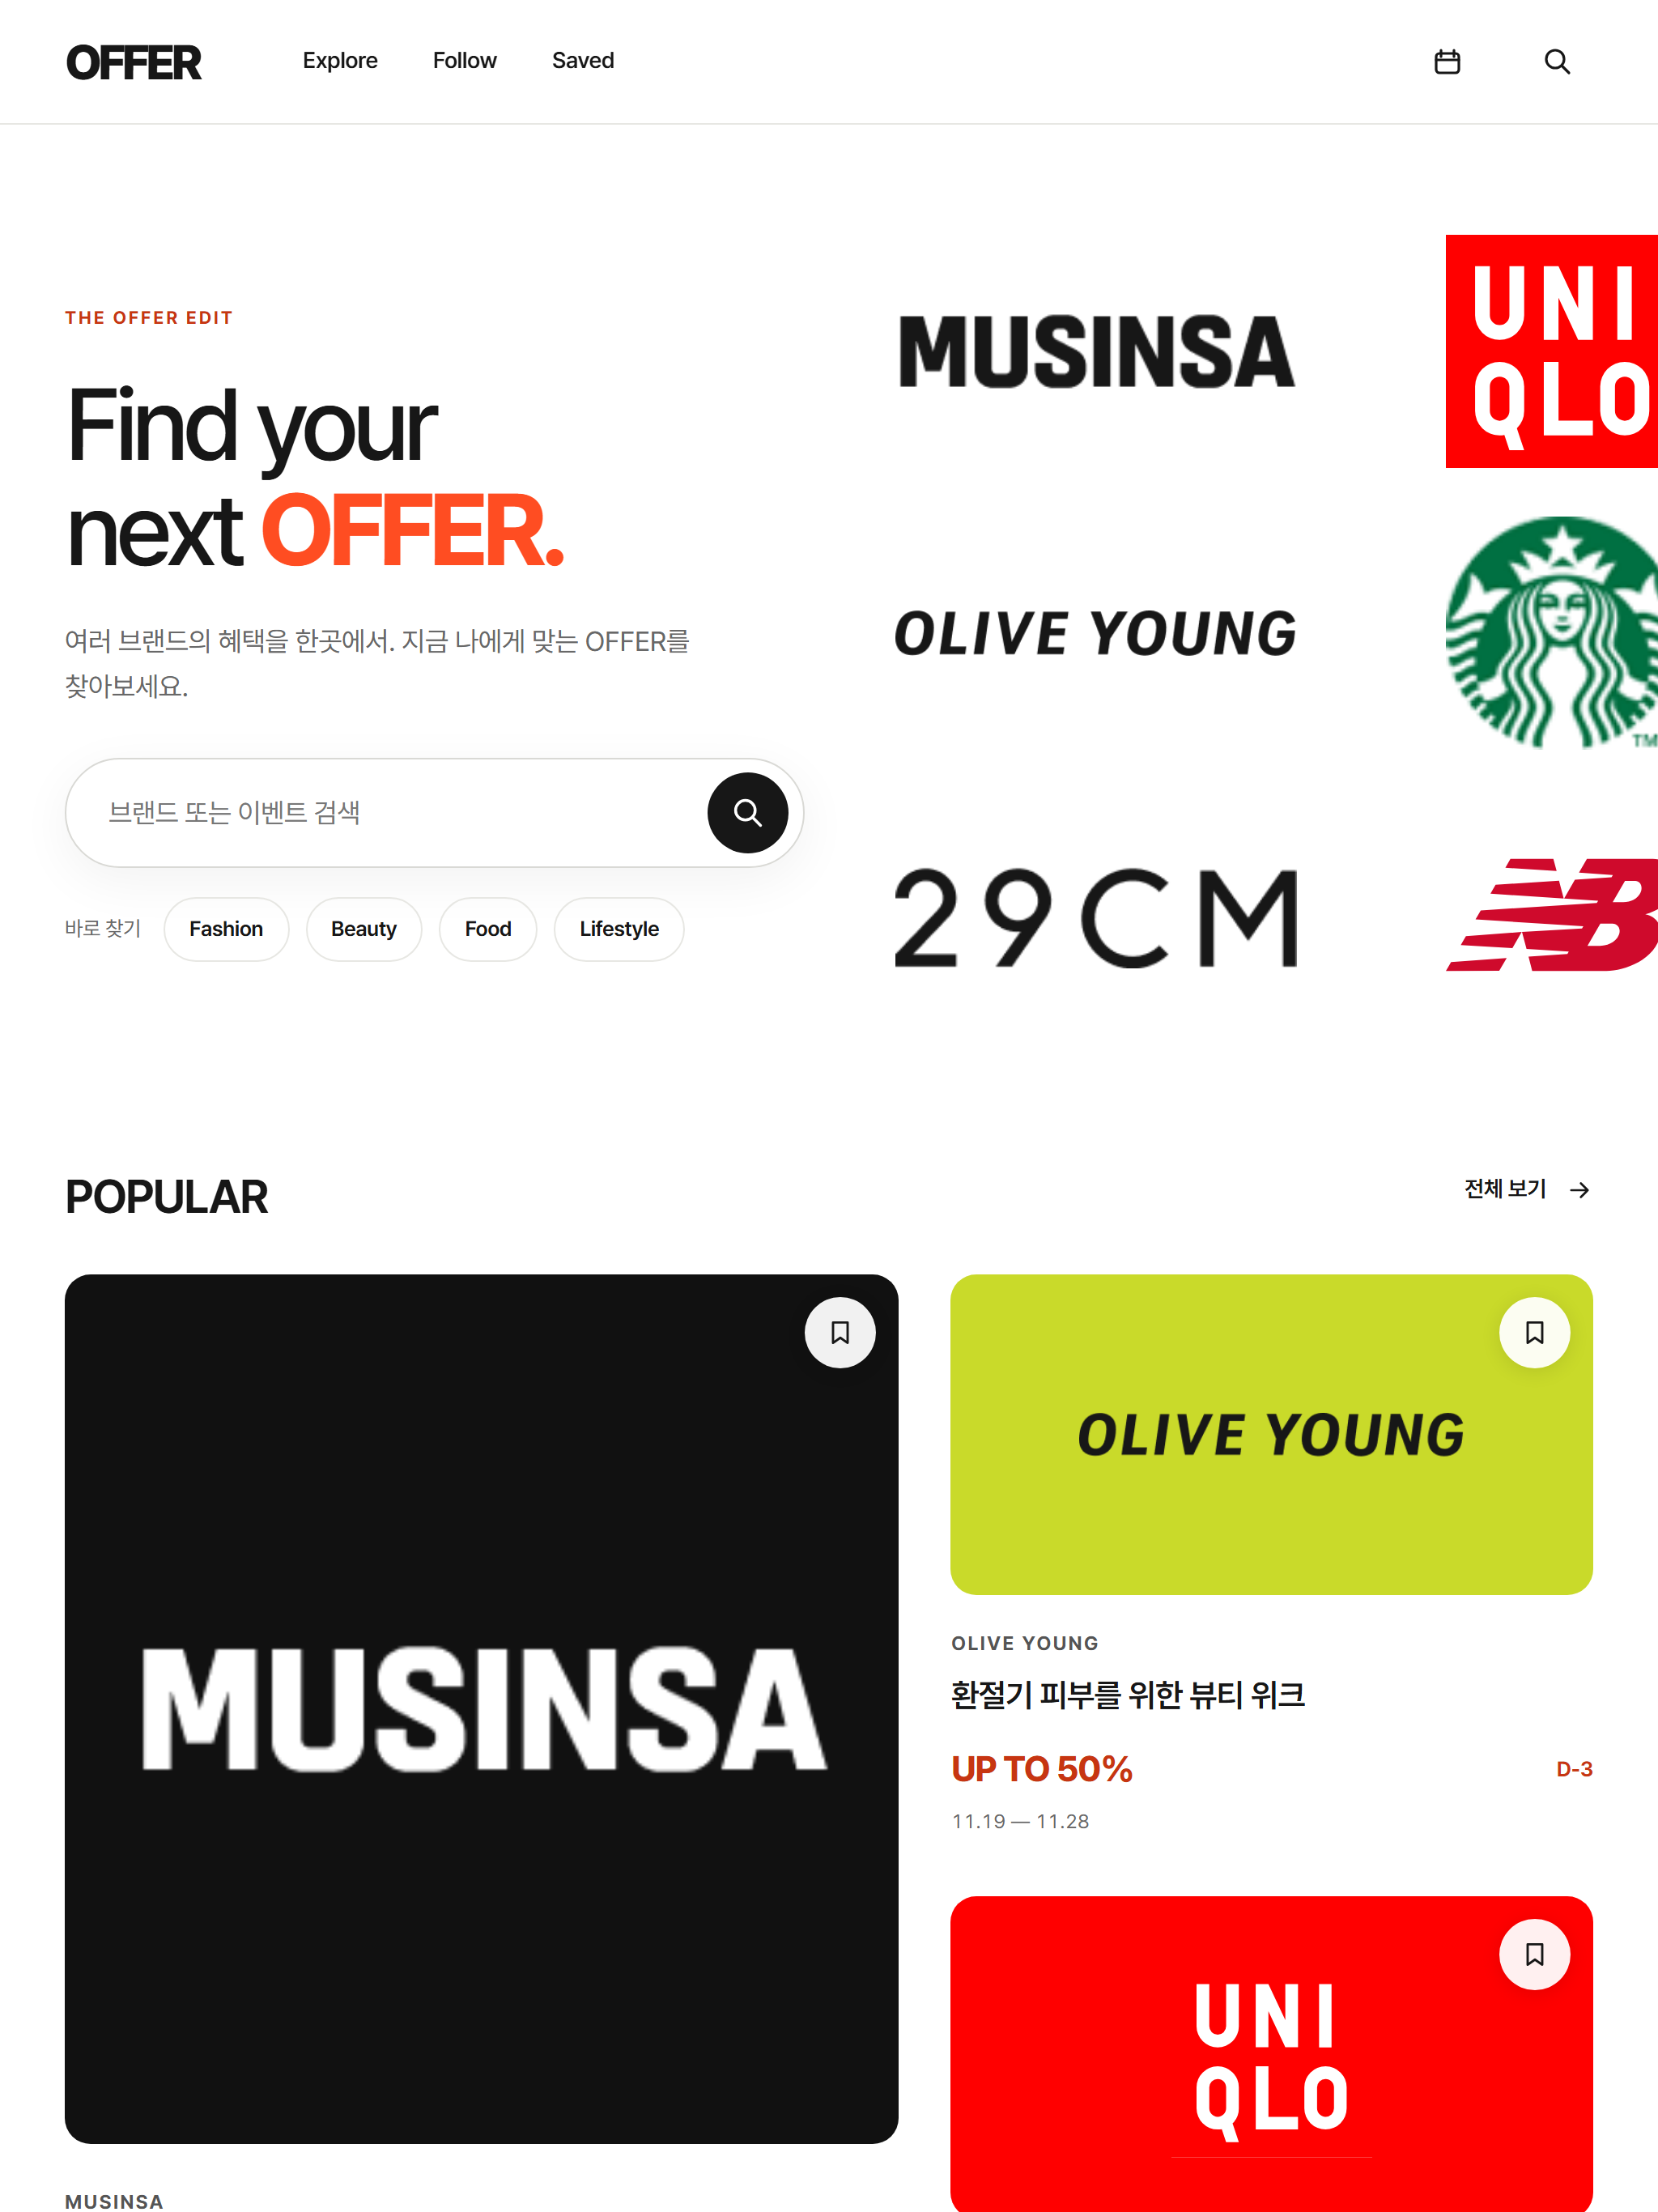 OFFER
Explore
Follow
Saved
THE OFFER EDIT
Find your
next OFFER.
여러 브랜드의 혜택을 한곳에서. 지금 나에게 맞는 OFFER를
찾아보세요.
브랜드 또는 이벤트 검색
바로 찾기
Fashion
Beauty
Food
Lifestyle
MUSINSA
UNI
QLO
OLIVE YOUNG
TM
29CM
NB
POPULAR
전체 보기
MUSINSA
MUSINSA
OLIVE YOUNG
OLIVE YOUNG
환절기 피부를 위한 뷰티 위크
UP TO 50%
D-3
11.19 — 11.28
UNI
QLO